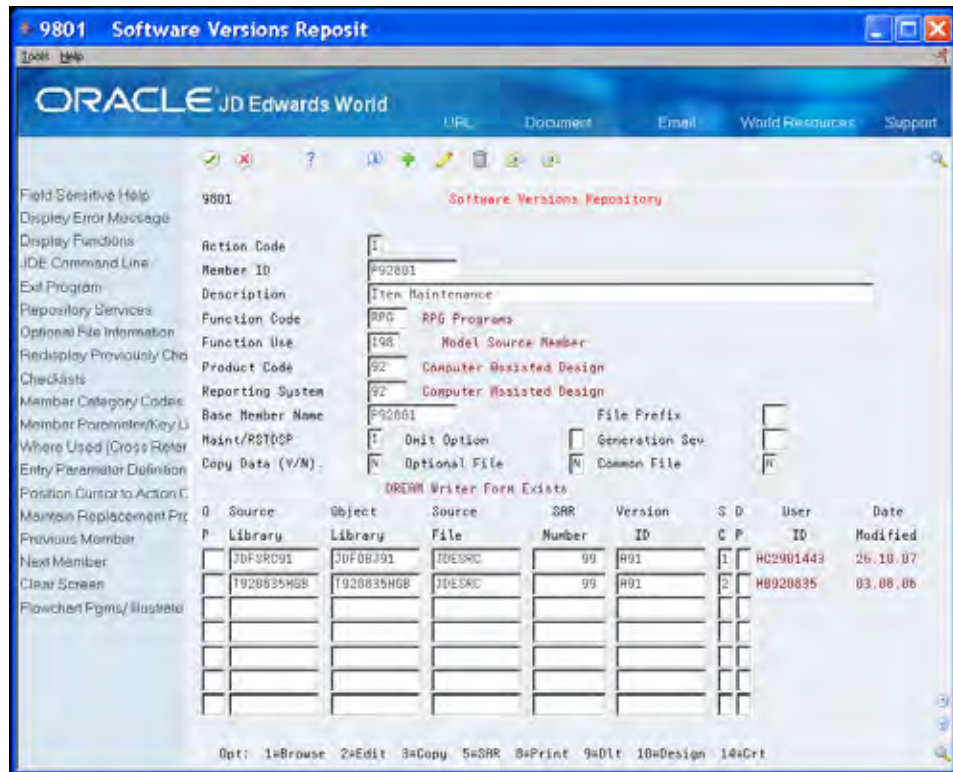 9801 Software Versions Reposit
Tools Help
ORACLE JD Edwards World
URL Document Email World Resources Support
9801 Software Versions Repository
Field Sensitive Help
Display Error Message
Display Functions
JDE Command Line
Exit Program
Repository Services
Optional File Information
Redisplay Previously Cha
Checklists
Member Category Codes
Member Parameter/Key Li
Where Used (Cross Refer
Entry Parameter Definition
Position Cursor to Action C
Maintain Replacement Prc
Previous Member
Next Member
Clear Screen
Flowchart Pgms/
Action Code I
Member ID P92801
Description Item Maintenance
Function Code RPG RPG Programs
Function Use 198 Model Source Member
Product Code 92 Computer Assisted Design
Reporting System 92 Computer Assisted Design
Base Member Name P92801 File Prefix
Maint/RSTDSP I Omit Option Generation Sev
Copy Data (Y/N). N Optional File N Common File N
DREAM Writer Form Exists
O Source Object Source SAR Version S D User Date
P Library Library File Number ID C P ID Modified
JDFSRC91 JDFOBJ91 JDESRC 99 A91 1 AC2901443 26.10.07
T920835HGB T920835HGB JDESRC 99 A91 2 HB920835 03.08.06
Opt: 1=Browse 2=Edit 3=Copy 5=SAR 8=Print 9=Dlt 10=Design 14=Crt